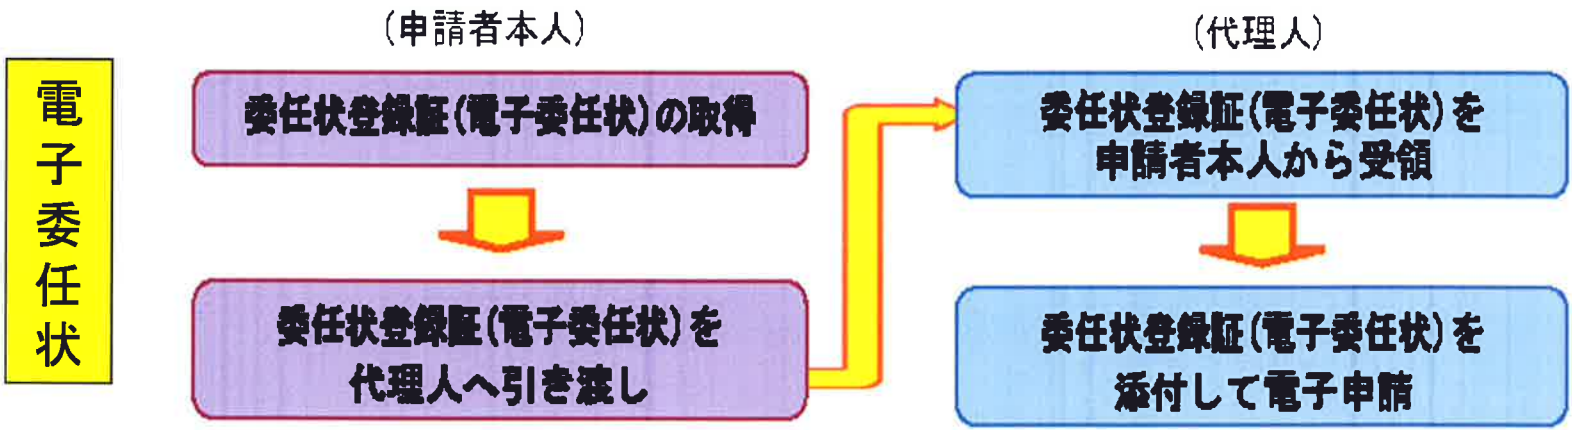 電子委任状
(申請者本人)
委任状登録証(電子委任状)の取得
委任状登録証(電子委任状)を
代理人へ引き渡し
(代理人)
委任状登録証(電子委任状)を
申請者本人から受領
委任状登録証(電子委任状)を
添付して電子申請